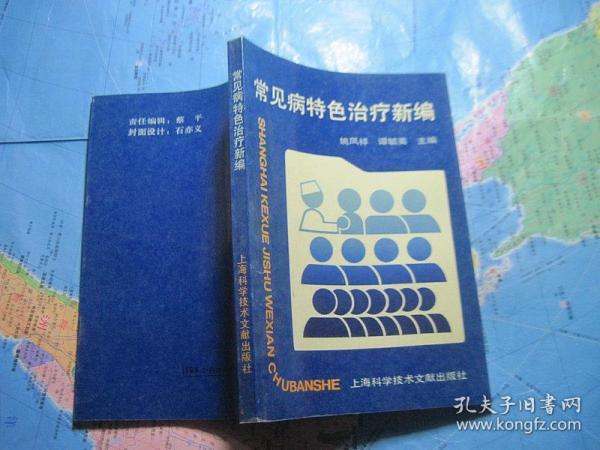 常见病特色治疗新编
姚凤祥 谭毓美 主编
SHANGHAI KEXUE JISHU WEXIAN CHUBANSHE
上海科学技术文献出版社
常见病特色治疗新编
上海科学技术文献出版社
责任编辑：蔡 平
封面设计：石亦义
孔夫子旧书网
www.kongfz.com